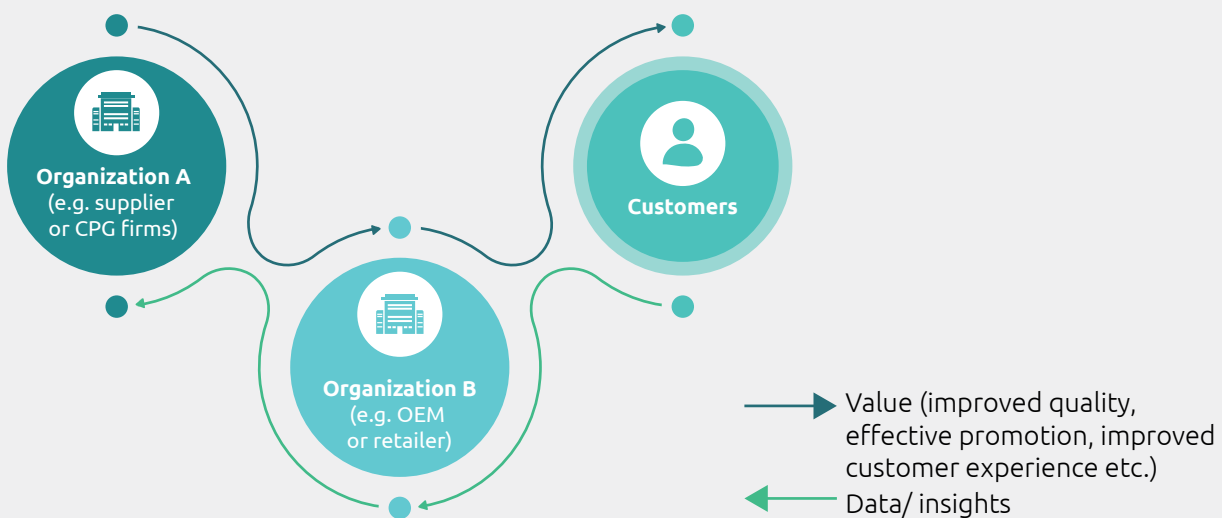 Organization A
(e.g. supplier
or CPG firms)
Customers
Organization B
(e.g. OEM
or retailer)
Value (improved quality,
effective promotion, improved
customer experience etc.)
Data/ insights